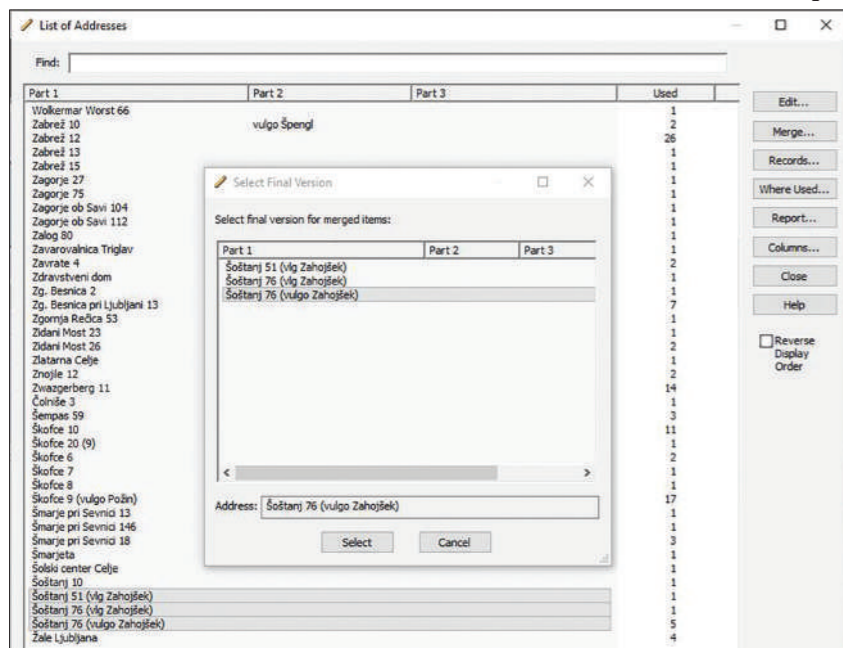 List of Addresses
Find:
Part 1 Part 2 Part 3 Used
Wolkermar Worst 66 1
Zabrež 10 vulgo Špengl 2
Zabrež 12 26
Zabrež 13 1
Zabrež 15 1
Zagorje 27 1
Zagorje 75 1
Zagorje ob Savi 104 1
Zagorje ob Savi 112 1
Zalog 80 1
Zavarovalnica Triglav 1
Zavrate 4 2
Zdravstveni dom 1
Zg. Besnica 2 1
Zg. Besnica pri Ljubljani 13 7
Zgornja Rečica 53 1
Zidani Most 23 1
Zidani Most 26 2
Zlatarna Celje 1
Znojile 12 2
Zwazgerberg 11 14
Čolniše 3 1
Šempas 59 3
Škofce 10 11
Škofce 20 (9) 1
Škofce 6 2
Škofce 7 1
Škofce 8 1
Škofce 9 (vulgo Požin) 17
Šmarje pri Sevnici 13 1
Šmarje pri Sevnici 146 1
Šmarje pri Sevnici 18 3
Šmarjeta 1
Šolski center Celje 1
Šoštanj 10 1
Šoštanj 51 (vlg Zahojšek) 1
Šoštanj 76 (vlg Zahojšek) 1
Šoštanj 76 (vulgo Zahojšek) 5
Žale Ljubljana 4
Select Final Version
Select final version for merged items:
Part 1 Part 2 Part 3
Šoštanj 51 (vlg Zahojšek)
Šoštanj 76 (vlg Zahojšek)
Šoštanj 76 (vulgo Zahojšek)
Address: Šoštanj 76 (vulgo Zahojšek)
Select Cancel
Edit...
Merge...
Records...
Where Used...
Report...
Columns...
Close
Help
Reverse
Display
Order